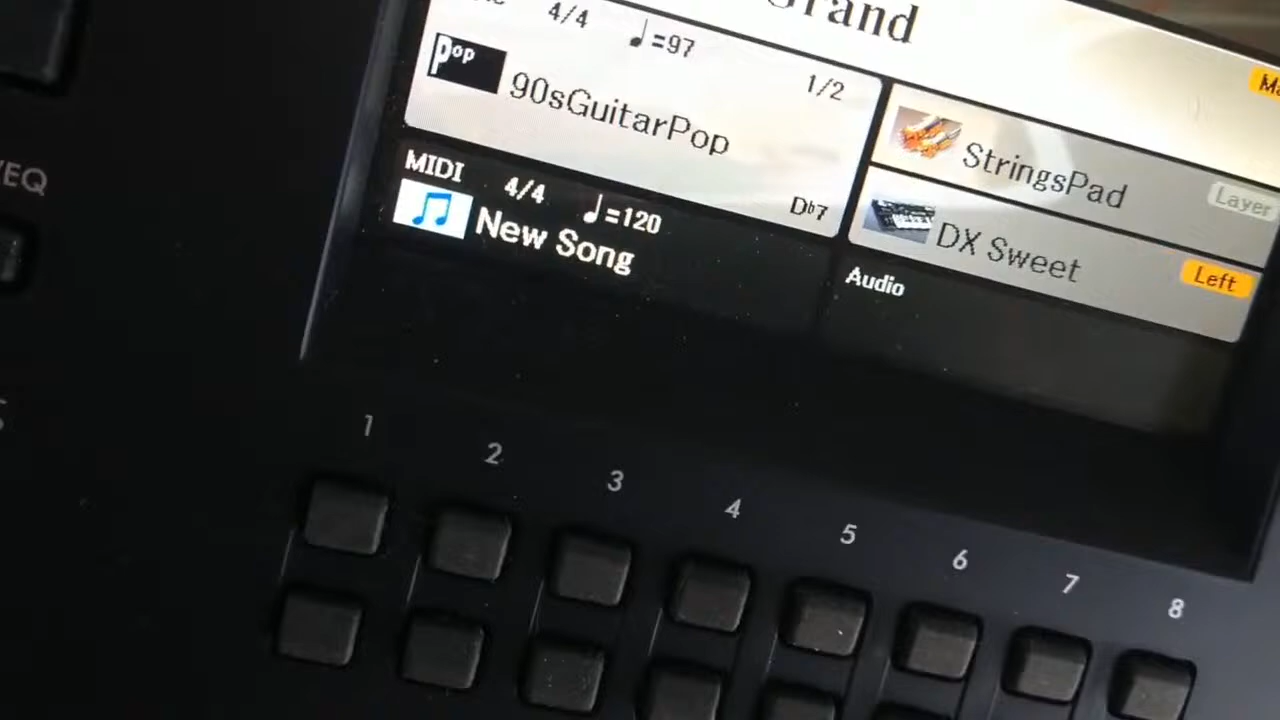 Grand
4/4 ♩=97
Pop
90sGuitarPop
1/2
D♭7
StringsPad
Layer
DX Sweet
Left
MIDI
4/4 ♩=120
New Song
Audio
EQ
1 2 3 4 5 6 7 8